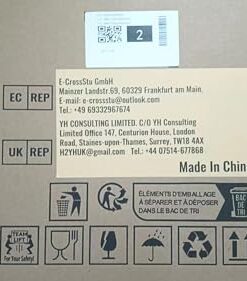 2
E-CrossStu GmbH
Mainzer Landstr.69, 60329 Frankfurt am Main,
E-mail: e-crossstu@outlook.com
Tel.: +49 69332967674
EC REP
YH CONSULTING LIMITED. C/O YH Consulting
Limited Office 147, Centurion House, London
Road, Staines-upon-Thames, Surrey, TW18 4AX
H2YHUK@gmail.com Tel: +44 07514-677868
UK REP
Made In Chin
ÉLÉMENTS D'EMBALLAGE
À SÉPARER ET À DÉPOSER
DANS LE BAC DE TRI
BAC
DE
TRI
TEAM
LIFT
For Your Safety!